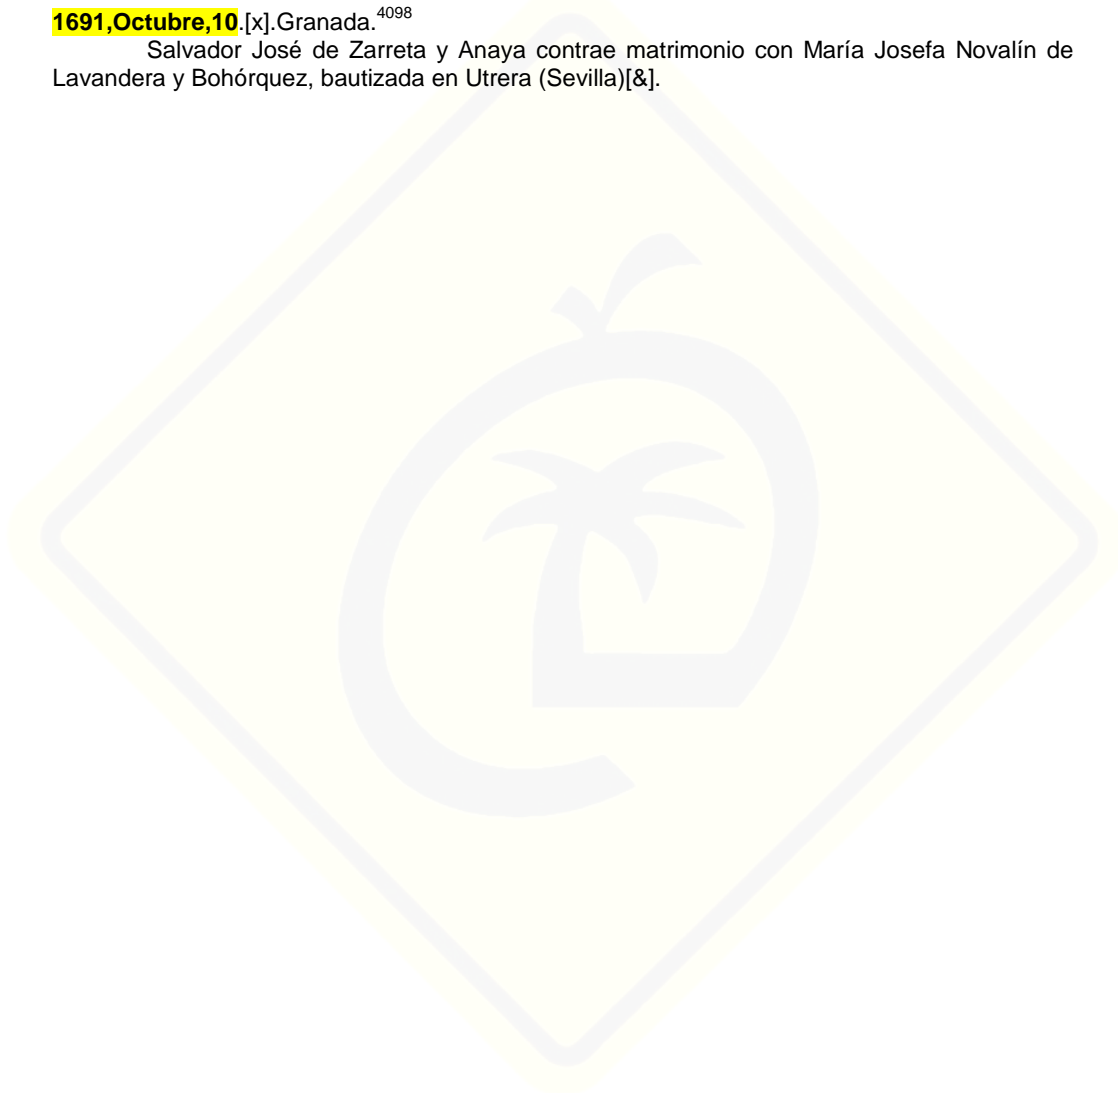 1691,Octubre,10.[x].Granada.4098
Salvador José de Zarreta y Anaya contrae matrimonio con María Josefa Novalín de
Lavandera y Bohórquez, bautizada en Utrera (Sevilla)[&].